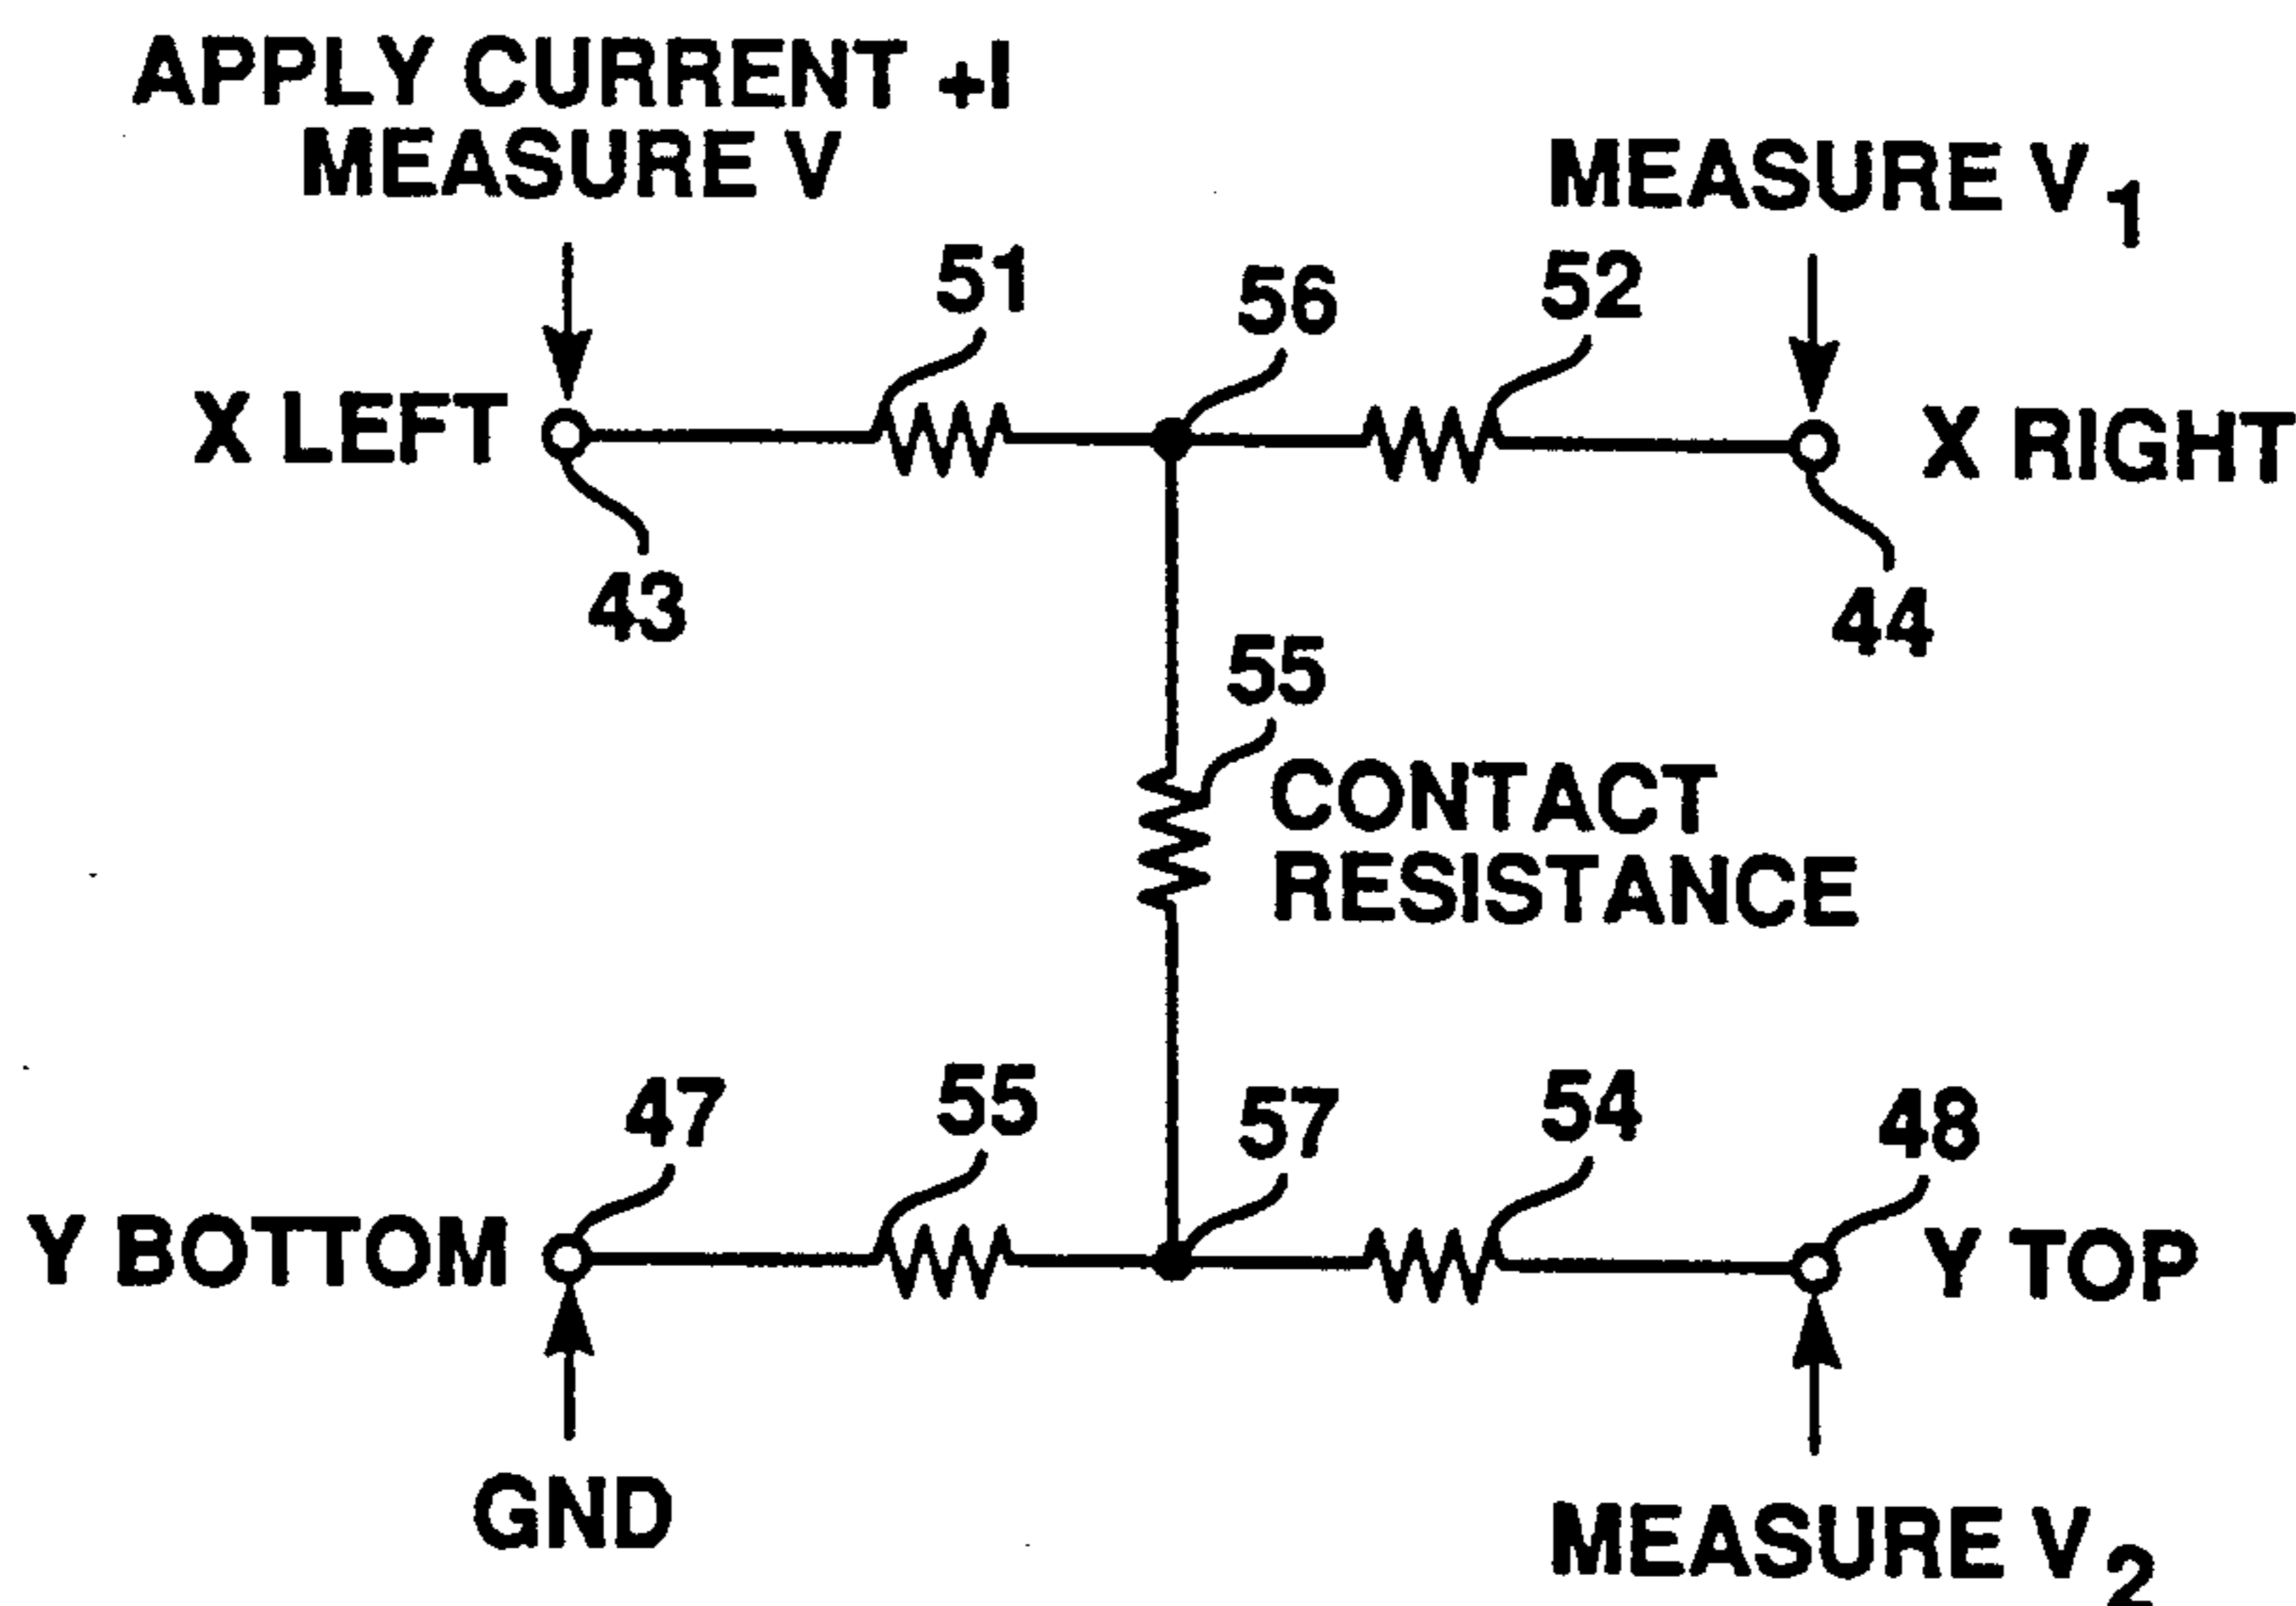 APPLY CURRENT +I
MEASURE V
MEASURE V1
51
56
52
X LEFT
X RIGHT
43
44
55
CONTACT
RESISTANCE
47
55
57
54
48
Y BOTTOM
Y TOP
GND
MEASURE V2